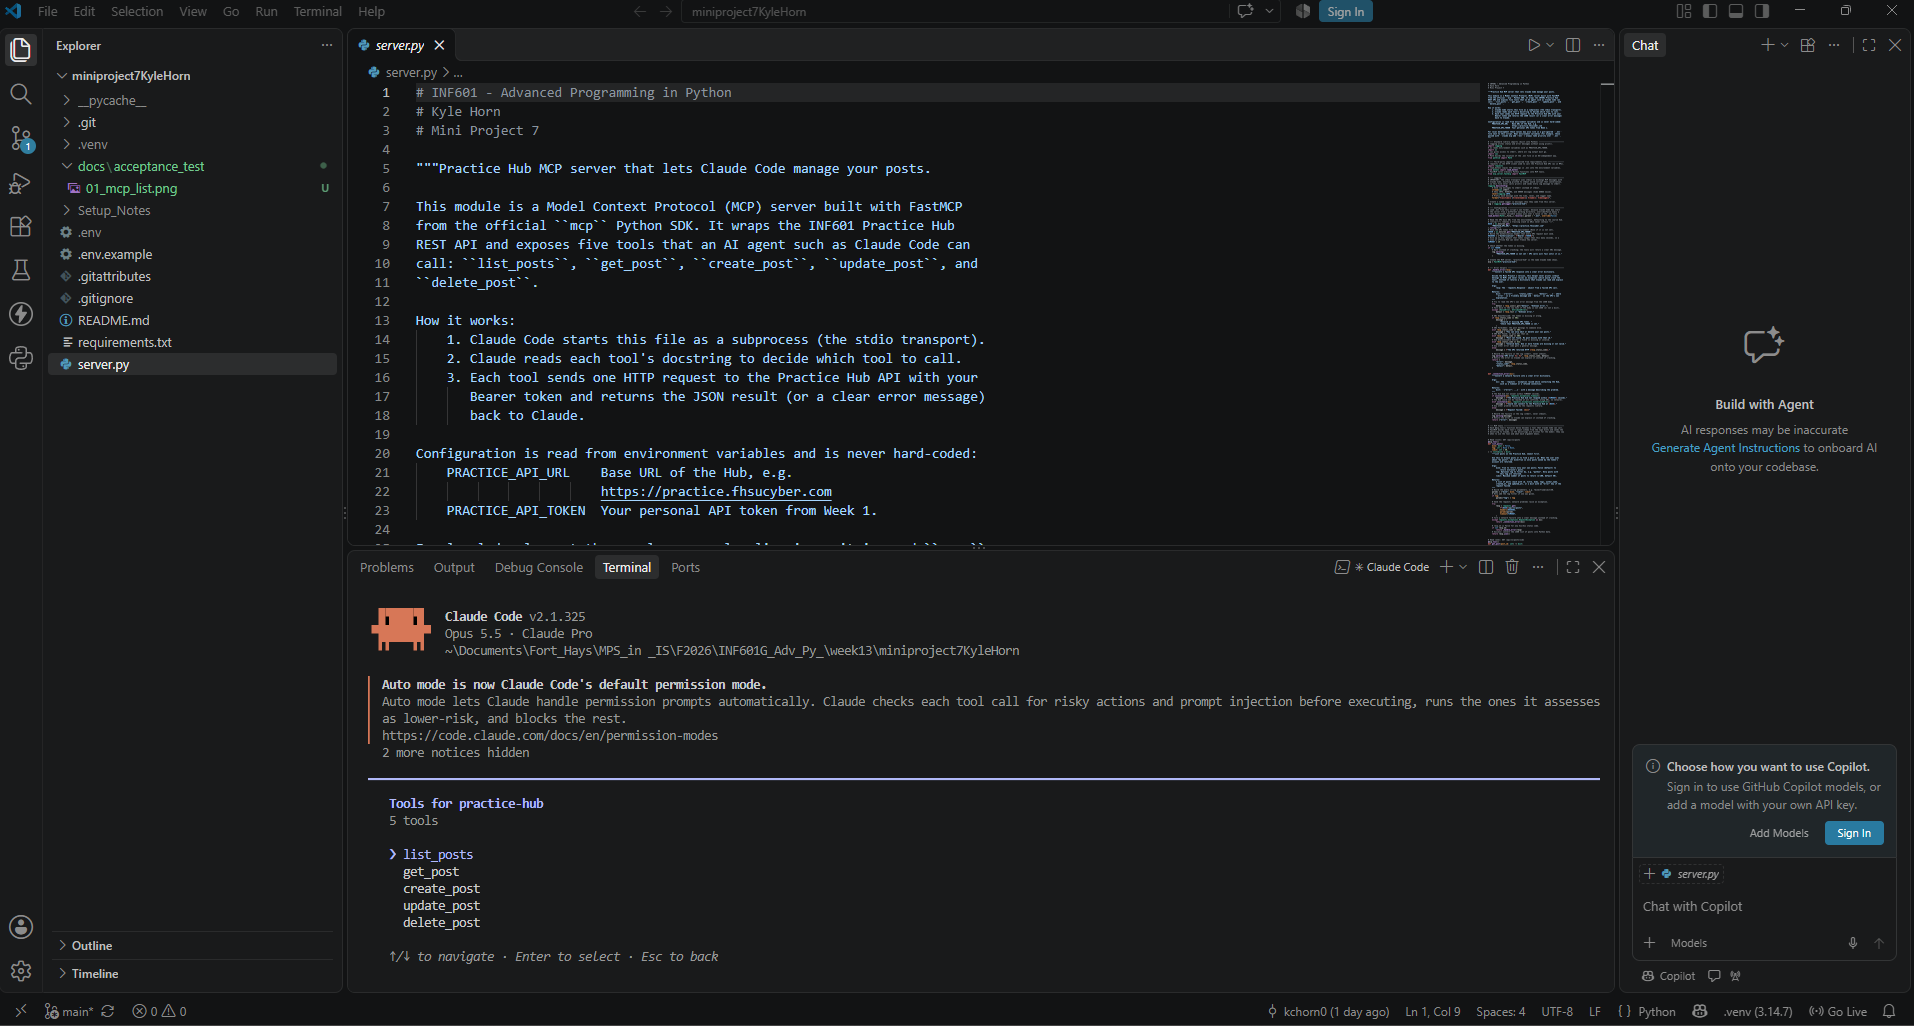 File Edit Selection View Go Run Terminal Help
miniproject7KyleHorn
Sign In
Explorer
miniproject7KyleHorn
__pycache__
.git
.venv
docs\acceptance_test
01_mcp_list.png U
Setup_Notes
.env
.env.example
.gitattributes
.gitignore
README.md
requirements.txt
server.py
Outline
Timeline
server.py
server.py > ...
1 # INF601 - Advanced Programming in Python
2 # Kyle Horn
3 # Mini Project 7
4
5 """Practice Hub MCP server that lets Claude Code manage your posts.
6
7 This module is a Model Context Protocol (MCP) server built with FastMCP
8 from the official ``mcp`` Python SDK. It wraps the INF601 Practice Hub
9 REST API and exposes five tools that an AI agent such as Claude Code can
10 call: ``list_posts``, ``get_post``, ``create_post``, ``update_post``, and
11 ``delete_post``.
12
13 How it works:
14 1. Claude Code starts this file as a subprocess (the stdio transport).
15 2. Claude reads each tool's docstring to decide which tool to call.
16 3. Each tool sends one HTTP request to the Practice Hub API with your
17 Bearer token and returns the JSON result (or a clear error message)
18 back to Claude.
19
20 Configuration is read from environment variables and is never hard-coded:
21 PRACTICE_API_URL Base URL of the Hub, e.g.
22 https://practice.fhsucyber.com
23 PRACTICE_API_TOKEN Your personal API token from Week 1.
24
Problems Output Debug Console Terminal Ports
✳ Claude Code
Claude Code v2.1.325
Opus 5.5 · Claude Pro
~\Documents\Fort_Hays\MPS_in _IS\F2026\INF601G_Adv_Py_\week13\miniproject7KyleHorn
Auto mode is now Claude Code's default permission mode.
Auto mode lets Claude handle permission prompts automatically. Claude checks each tool call for risky actions and prompt injection before executing, runs the ones it assesses
as lower-risk, and blocks the rest.
https://code.claude.com/docs/en/permission-modes
2 more notices hidden
Tools for practice-hub
5 tools
❯ list_posts
get_post
create_post
update_post
delete_post
↑/↓ to navigate · Enter to select · Esc to back
Chat
Build with Agent
AI responses may be inaccurate
Generate Agent Instructions to onboard AI
onto your codebase.
Choose how you want to use Copilot.
Sign in to use GitHub Copilot models, or
add a model with your own API key.
Add Models Sign In
server.py
Chat with Copilot
Models
Copilot
1
main* 0 0
kchorn0 (1 day ago) Ln 1, Col 9 Spaces: 4 UTF-8 LF { } Python .venv (3.14.7) Go Live